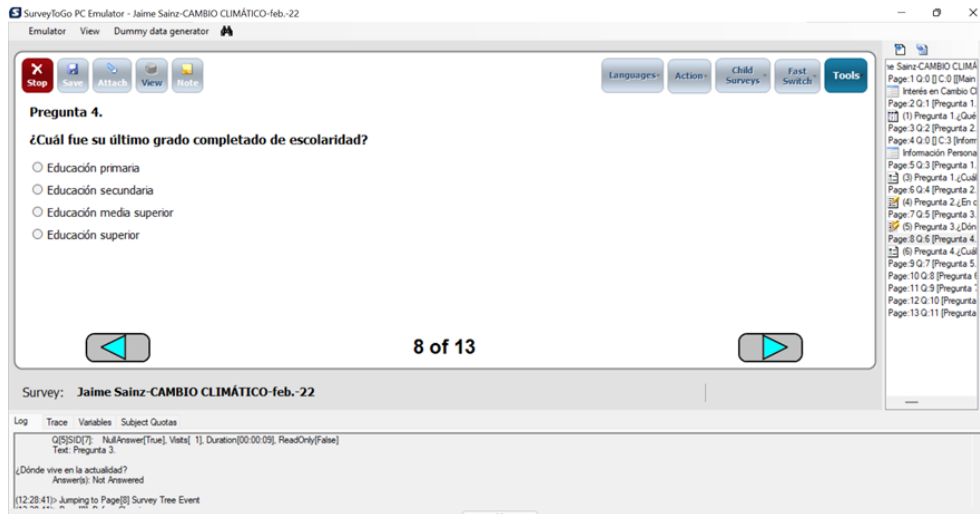 SurveyToGo PC Emulator - Jaime Sainz-CAMBIO CLIMÁTICO-feb.-22
Emulator View Dummy data generator
Stop Save Attach View Note
Languages Action Child Surveys Fast Switch Tools
Pregunta 4.
¿Cuál fue su último grado completado de escolaridad?
Educación primaria
Educación secundaria
Educación media superior
Educación superior
8 of 13
Survey: Jaime Sainz-CAMBIO CLIMÁTICO-feb.-22
ne Sainz-CAMBIO CLIMÁ
Page:1 Q:0 [] C:0 [[Main
Interés en Cambio Cl
Page:2 Q:1 [Pregunta 1.
(1) Pregunta 1.¿Qué
Page:3 Q:2 [Pregunta 2.
Page:4 Q:0 [] C:3 [Inform
Información Persona
Page:5 Q:3 [Pregunta 1.
(3) Pregunta 1.¿Cuál
Page:6 Q:4 [Pregunta 2.
(4) Pregunta 2.¿En c
Page:7 Q:5 [Pregunta 3.
(5) Pregunta 3.¿Dón
Page:8 Q:6 [Pregunta 4.
(6) Pregunta 4.¿Cuál
Page:9 Q:7 [Pregunta 5.
Page:10 Q:8 [Pregunta 6
Page:11 Q:9 [Pregunta 7
Page:12 Q:10 [Pregunta
Page:13 Q:11 [Pregunta
Log Trace Variables Subject Quotas
Q[5]SID[7]: NullAnswer[True], Visits[ 1], Duration[00:00:09], ReadOnly[False]
Text: Pregunta 3.
¿Dónde vive en la actualidad?
Answer(s): Not Answered
(12:28:41)> Jumping to Page[8] Survey Tree Event